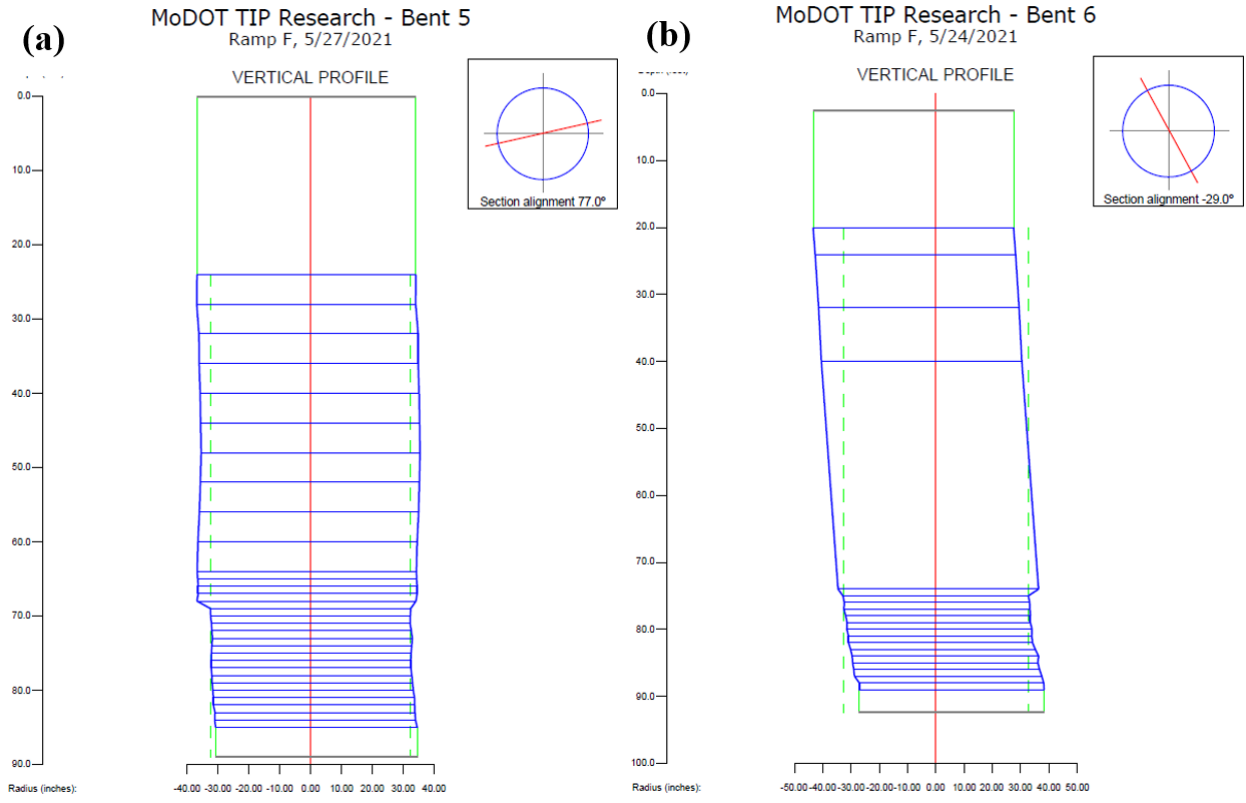 (a)
MoDOT TIP Research - Bent 5
Ramp F, 5/27/2021
VERTICAL PROFILE
Section alignment 77.0°
0.0
10.0
20.0
30.0
40.0
50.0
60.0
70.0
80.0
90.0
Radius (inches):
-40.00 -30.00 -20.00 -10.00 0.00 10.00 20.00 30.00 40.00
(b)
MoDOT TIP Research - Bent 6
Ramp F, 5/24/2021
VERTICAL PROFILE
Section alignment -29.0°
0.0
10.0
20.0
30.0
40.0
50.0
60.0
70.0
80.0
90.0
100.0
Radius (inches):
-50.00 -40.00 -30.00 -20.00 -10.00 0.00 10.00 20.00 30.00 40.00 50.00